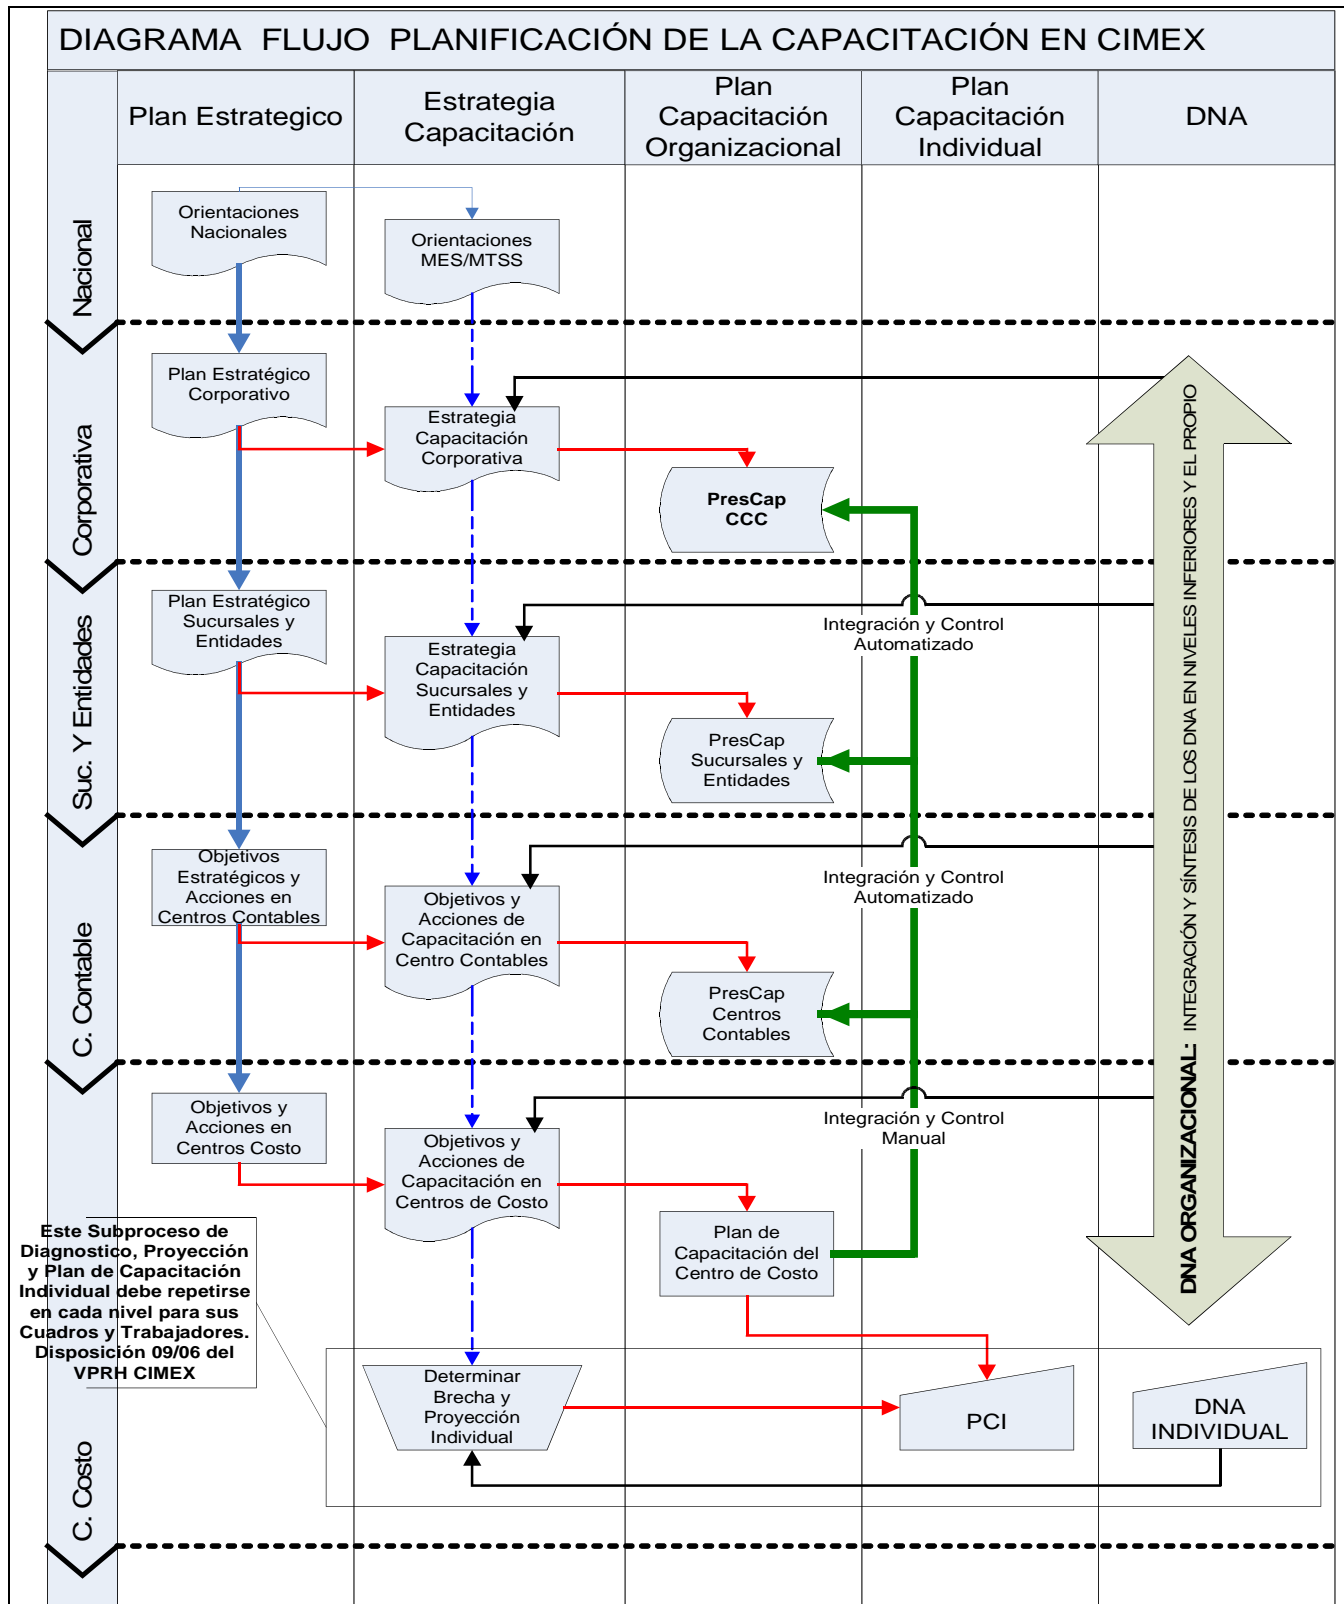 DIAGRAMA FLUJO PLANIFICACIÓN DE LA CAPACITACIÓN EN CIMEX
Plan Estrategico
Estrategia
Capacitación
Plan
Capacitación
Organizacional
Plan
Capacitación
Individual
DNA
Nacional
Orientaciones
Nacionales
Orientaciones
MES/MTSS
Corporativa
Plan Estratégico
Corporativo
Estrategia
Capacitación
Corporativa
PresCap
CCC
Suc. Y Entidades
Plan Estratégico
Sucursales y
Entidades
Estrategia
Capacitación
Sucursales y
Entidades
PresCap
Sucursales y
Entidades
Integración y Control
Automatizado
C. Contable
Objetivos
Estratégicos y
Acciones en
Centros Contables
Objetivos y
Acciones de
Capacitación en
Centro Contables
PresCap
Centros
Contables
Integración y Control
Automatizado
C. Costo
Objetivos y
Acciones en
Centros Costo
Objetivos y
Acciones de
Capacitación en
Centros de Costo
Plan de
Capacitación del
Centro de Costo
Integración y Control
Manual
DNA ORGANIZACIONAL: INTEGRACIÓN Y SÍNTESIS DE LOS DNA EN NIVELES INFERIORES Y EL PROPIO
Este Subproceso de
Diagnostico, Proyección
y Plan de Capacitación
Individual debe repetirse
en cada nivel para sus
Cuadros y Trabajadores.
Disposición 09/06 del
VPRH CIMEX
Determinar
Brecha y
Proyección
Individual
PCI
DNA
INDIVIDUAL